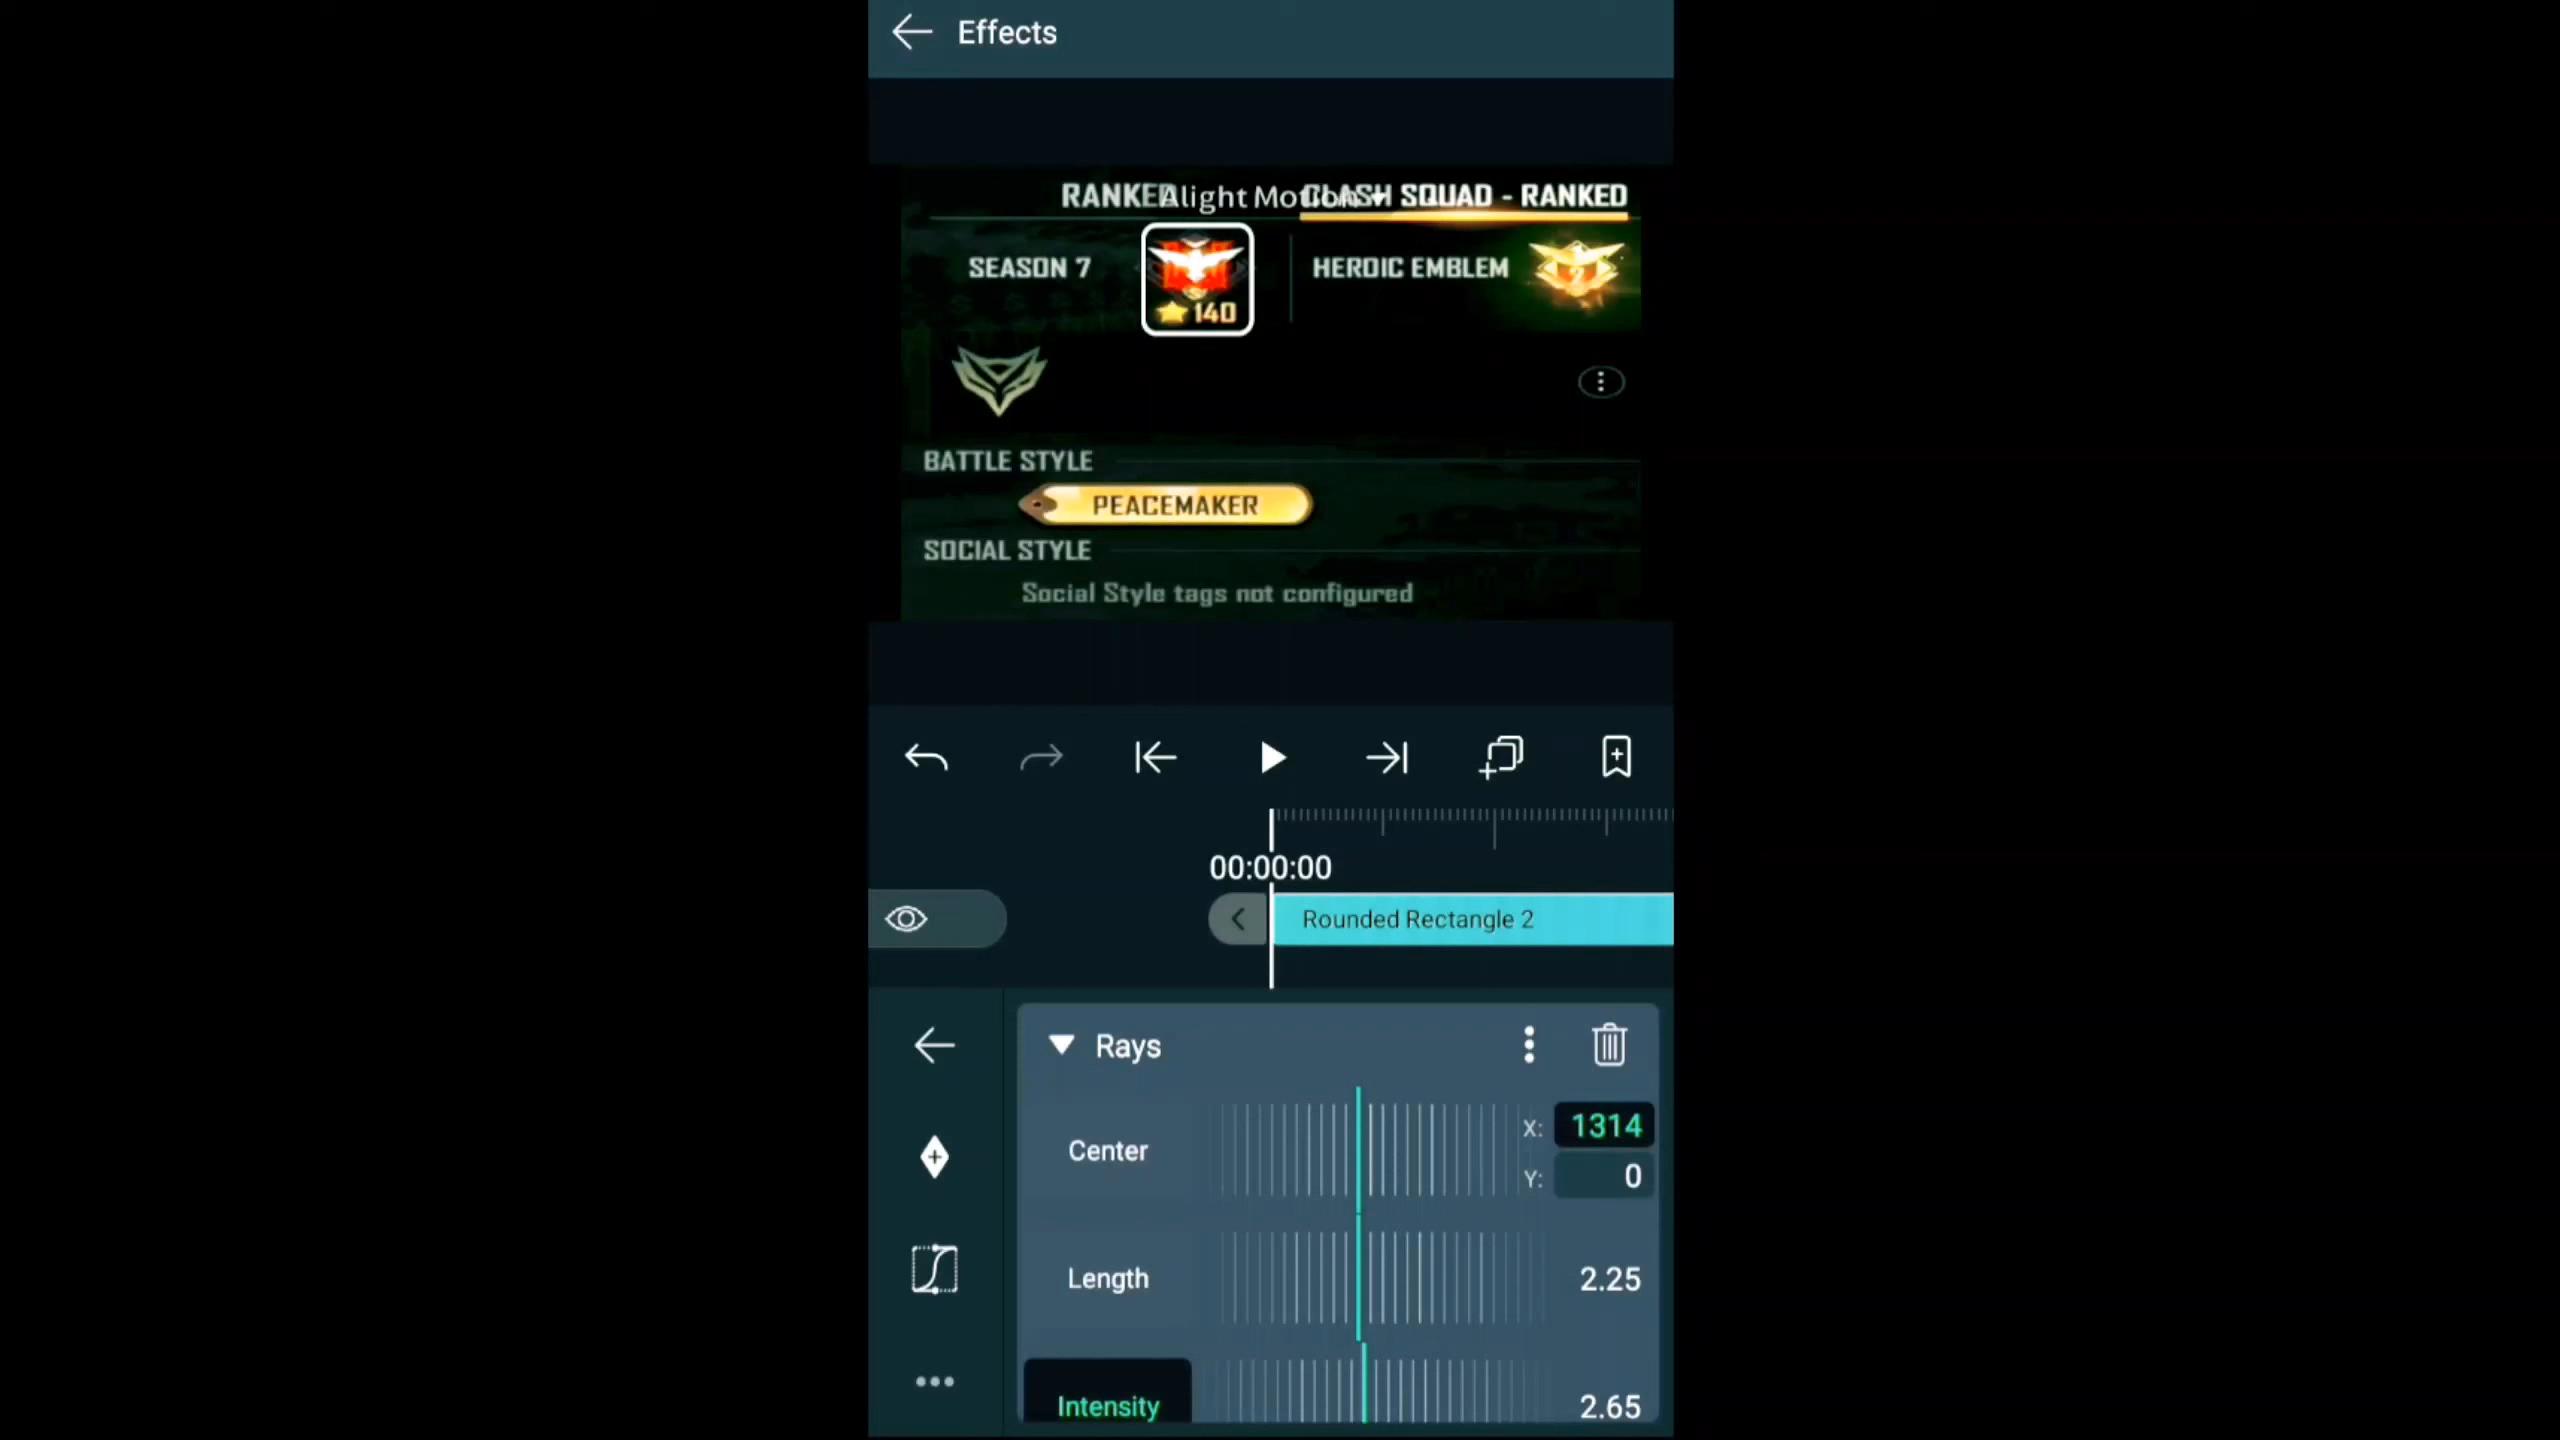 Effects
RANKED Alight Motion CLASH SQUAD - RANKED
SEASON 7
140
HEROIC EMBLEM
2
BATTLE STYLE
PEACEMAKER
SOCIAL STYLE
Social Style tags not configured
00:00:00
Rounded Rectangle 2
Rays
Center
X: 1314
Y: 0
Length
2.25
Intensity
2.65